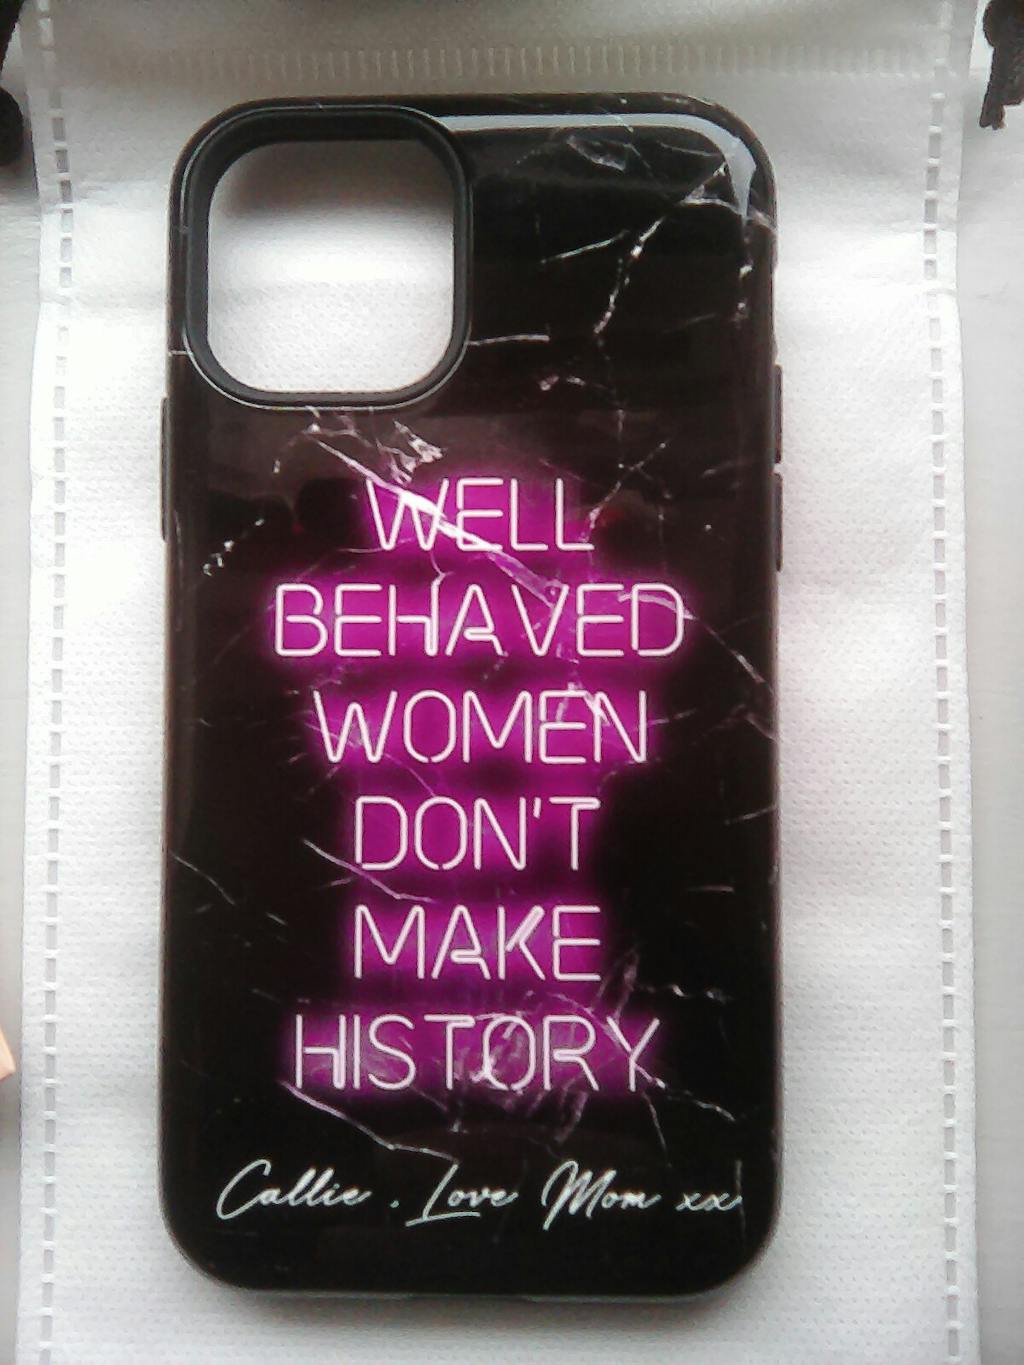 WELL
BEHAVED
WOMEN
DON'T
MAKE
HISTORY
Callie . Love Mom xx